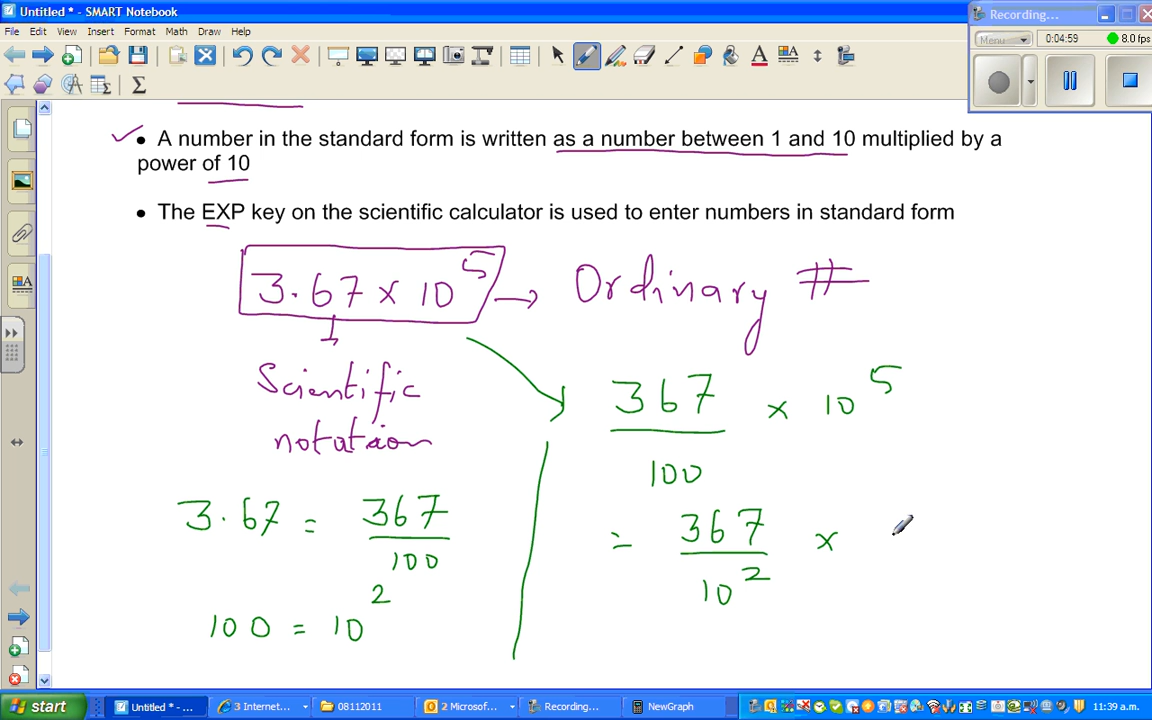 Untitled * - SMART Notebook
File Edit View Insert Format Math Draw Help
Recording...
Menu
0:04:59
8.0 fps
• A number in the standard form is written as a number between 1 and 10 multiplied by a
power of 10
• The EXP key on the scientific calculator is used to enter numbers in standard form
3.67 x 10^5 → Ordinary #
Scientific
notation
367/100 x 10^5
3.67 = 367/100
= 367/10^2 x
100 = 10^2
start
Untitled * - ...
3 Internet...
08112011
2 Microsof...
Recording...
NewGraph
11:39 a.m.